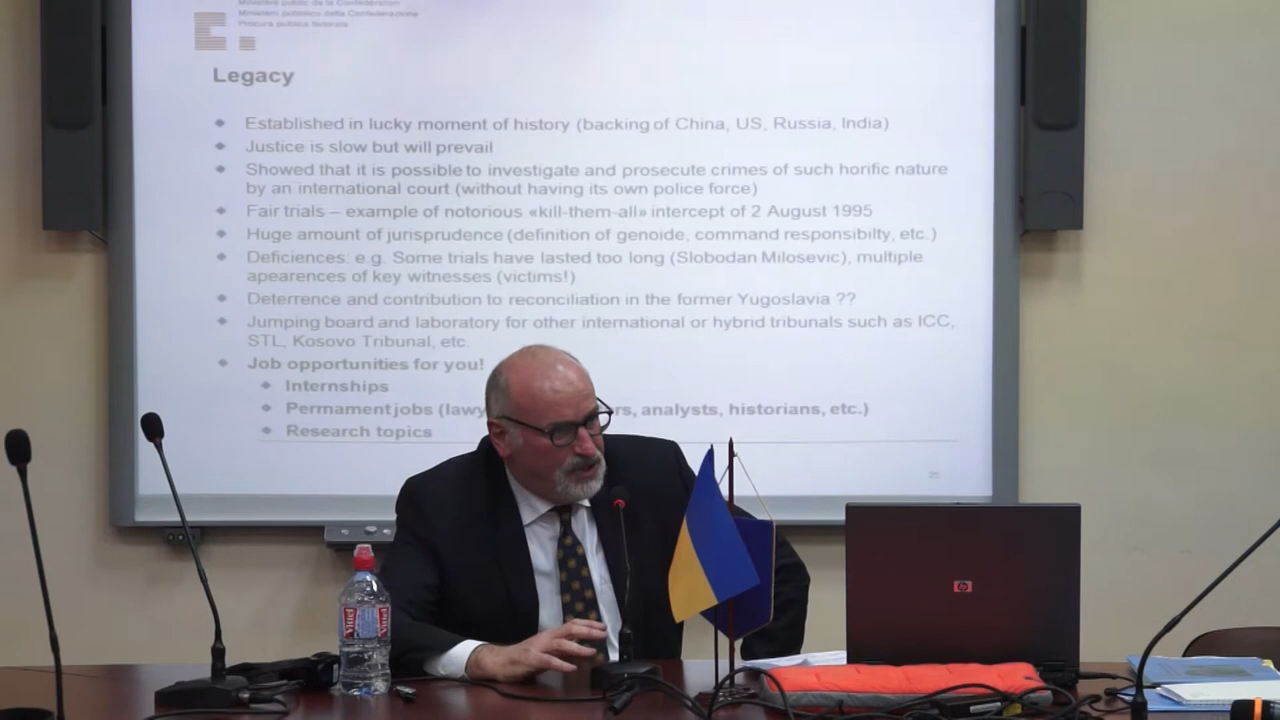 Ministère public de la Confédération
Ministero pubblico della Confederazione
Procura publica federala
Legacy
Established in lucky moment of history (backing of China, US, Russia, India)
Justice is slow but will prevail
Showed that it is possible to investigate and prosecute crimes of such horific nature
by an international court (without having its own police force)
Fair trials – example of notorious «kill-them-all» intercept of 2 August 1995
Huge amount of jurisprudence (definition of genoide, command responsibilty, etc.)
Deficiences: e.g. Some trials have lasted too long (Slobodan Milosevic), multiple
apearences of key witnesses (victims!)
Deterrence and contribution to reconciliation in the former Yugoslavia ??
Jumping board and laboratory for other international or hybrid tribunals such as ICC,
STL, Kosovo Tribunal, etc.
Job opportunities for you!
Internships
Permament jobs (lawy rs, analysts, historians, etc.)
Research topics
Vittel
Vittel
hp